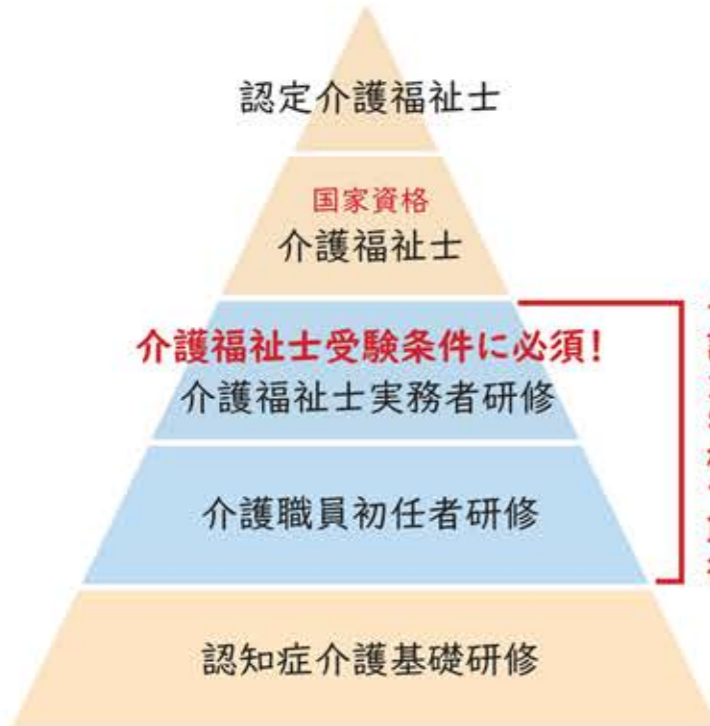 認定介護福祉士
国家資格
介護福祉士
介護福祉士受験条件に必須!
介護福祉士実務者研修
介護職員初任者研修
認知症介護基礎研修